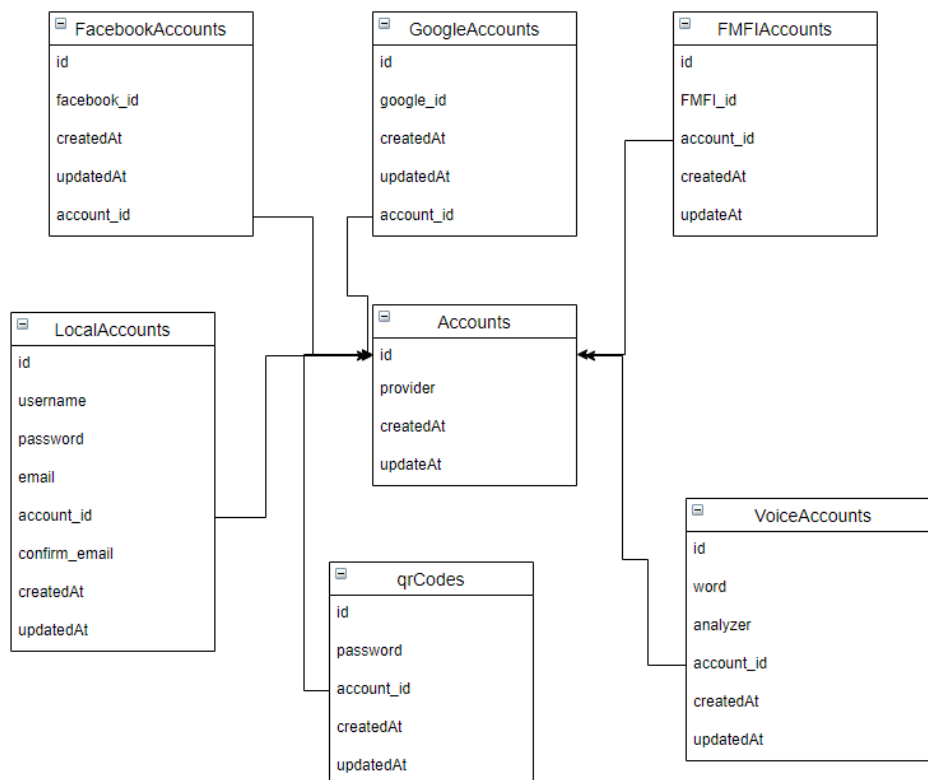 FacebookAccounts
id
facebook_id
createdAt
updatedAt
account_id
GoogleAccounts
id
google_id
createdAt
updatedAt
account_id
FMFIAccounts
id
FMFI_id
account_id
createdAt
updateAt
LocalAccounts
id
username
password
email
account_id
confirm_email
createdAt
updatedAt
Accounts
id
provider
createdAt
updateAt
qrCodes
id
password
account_id
createdAt
updatedAt
VoiceAccounts
id
word
analyzer
account_id
createdAt
updatedAt